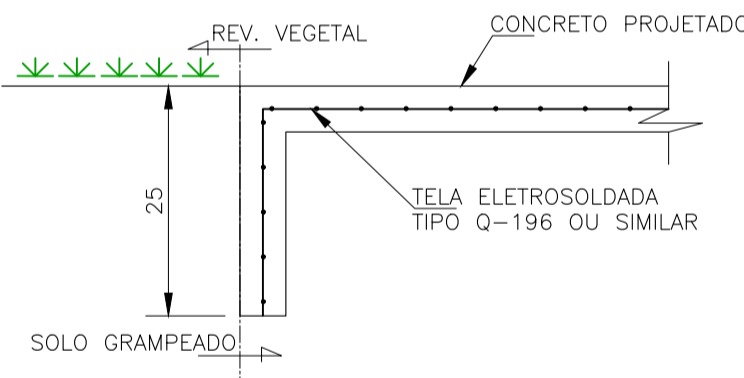 REV. VEGETAL
CONCRETO PROJETADO
25
TELA ELETROSOLDADA
TIPO Q-196 OU SIMILAR
SOLO GRAMPEADO